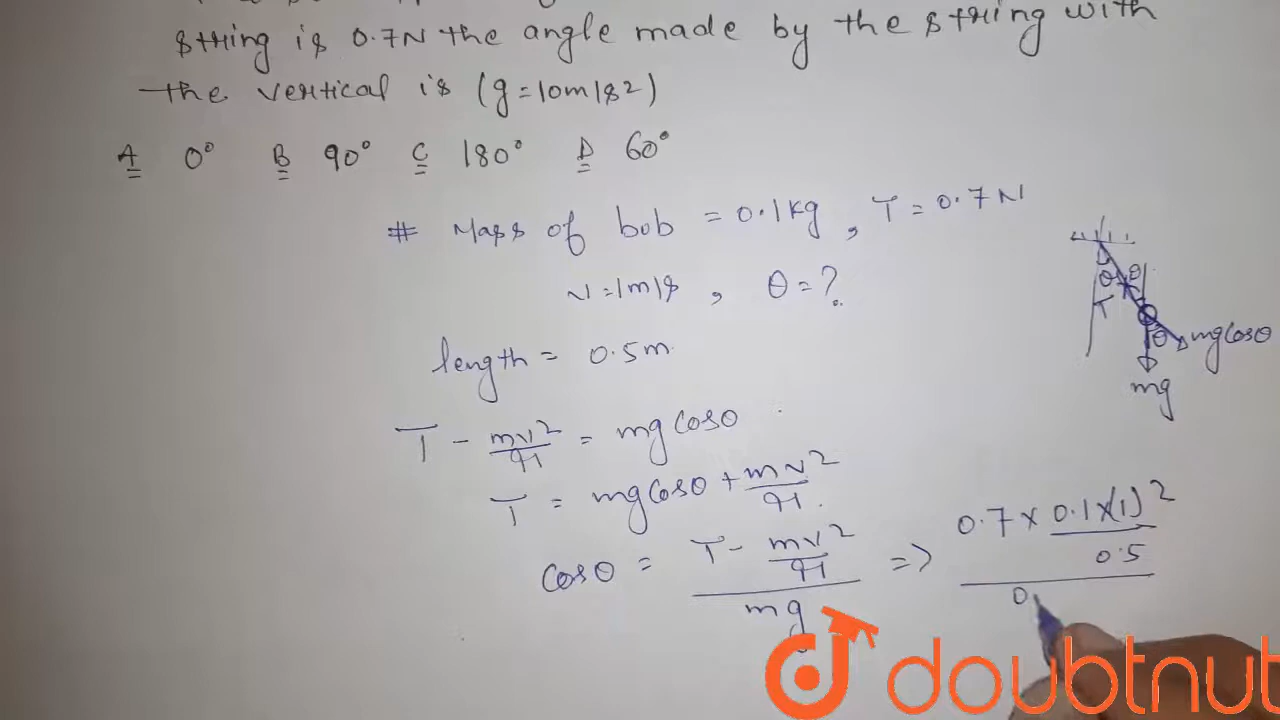 string is 0.7N the angle made by the string with
the vertical is (g=10m/s2)
A 0° B 90° C 180° D 60°
# Mass of bob = 0.1kg, T = 0.7N
v=1m/s, θ=?
length = 0.5m
T - mv²/r = mg cosθ
T = mg cosθ + mv²/r
cosθ = (T - mv²/r)/mg => (0.7 × 0.1×(1)²/0.5)/0
θ θ
T
θ mg cosθ
mg
doubtnut